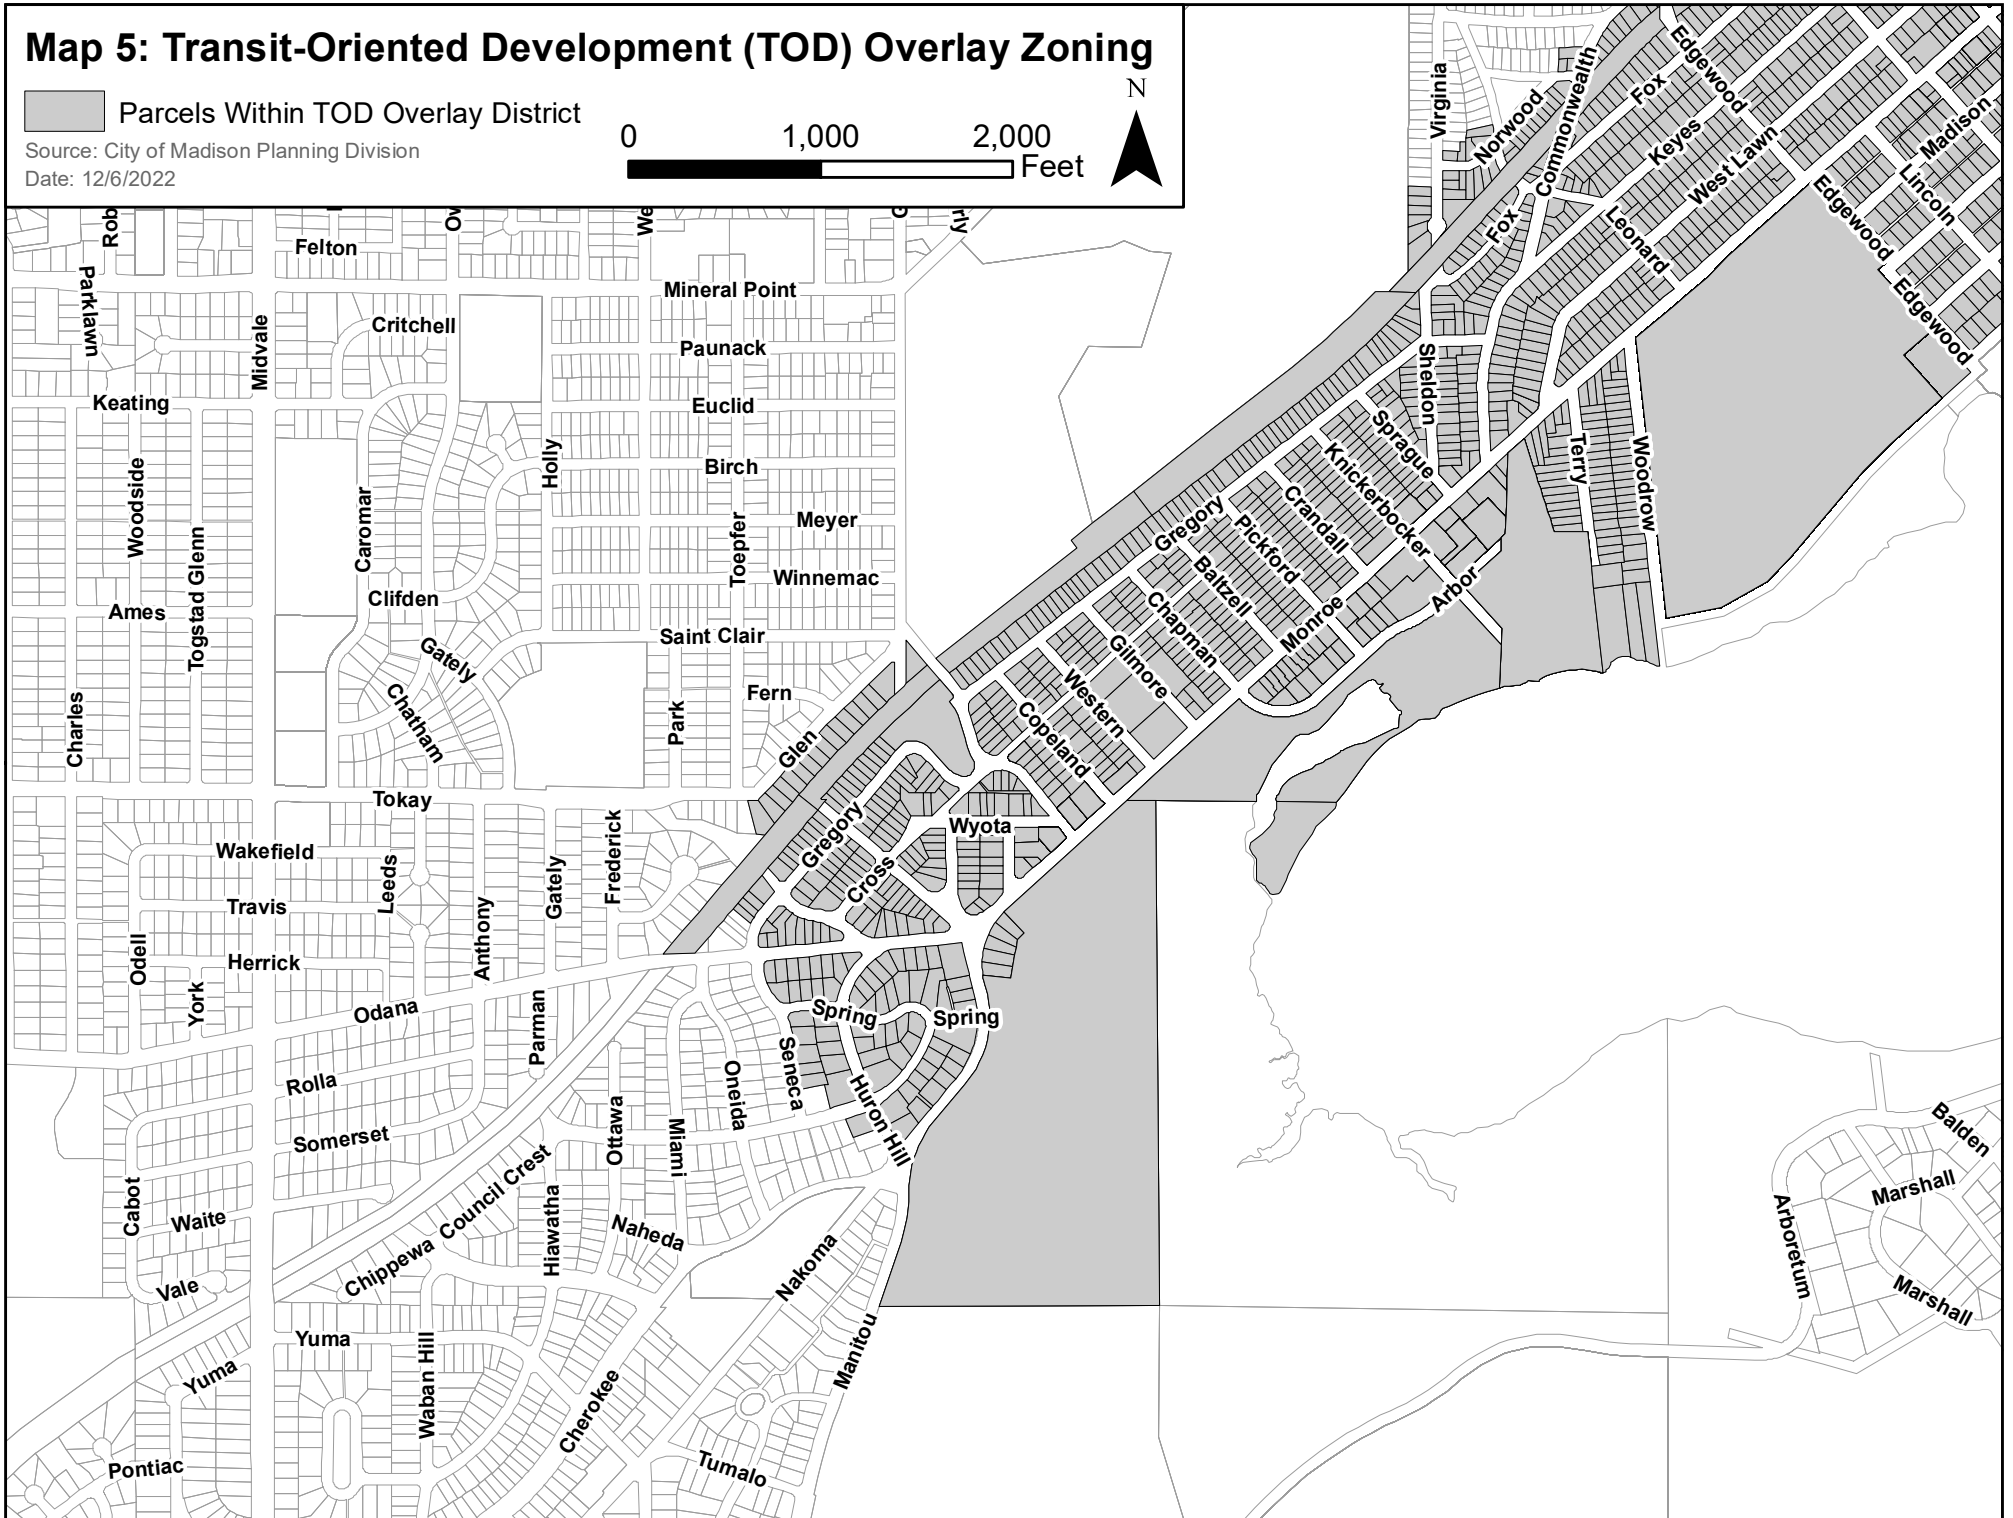 Map 5: Transit-Oriented Development (TOD) Overlay Zoning
Parcels Within TOD Overlay District
Source: City of Madison Planning Division
Date: 12/6/2022
0 1,000 2,000
Feet
N
Virginia
Norwood
Commonwealth
Edgewood
Fox
Keyes
West Lawn
Madison
Lincoln
Edgewood
Edgewood
Fox
Leonard
Rob
Ov
We
G
rly
Felton
Parklawn
Midvale
Critchell
Mineral Point
Paunack
Keating
Euclid
Holly
Birch
Woodside
Caromar
Togstad Glenn
Toepfer
Meyer
Winnemac
Ames
Clifden
Gately
Saint Clair
Charles
Chatham
Park
Fern
Glen
Sheldon
Sprague
Knickerbocker
Terry
Woodrow
Crandall
Gregory
Pickford
Baltzell
Arbor
Chapman
Monroe
Gilmore
Western
Copeland
Tokay
Wakefield
Leeds
Travis
Anthony
Gately
Frederick
Gregory
Cross
Wyota
Odell
Herrick
York
Odana
Parman
Spring
Spring
Seneca
Oneida
Rolla
Huron Hill
Somerset
Ottawa
Miami
Cabot
Waite
Council Crest
Hiawatha
Naheda
Chippewa
Nakoma
Vale
Yuma
Yuma
Waban Hill
Cherokee
Manitou
Pontiac
Tumalo
Balden
Marshall
Arboretum
Marshall